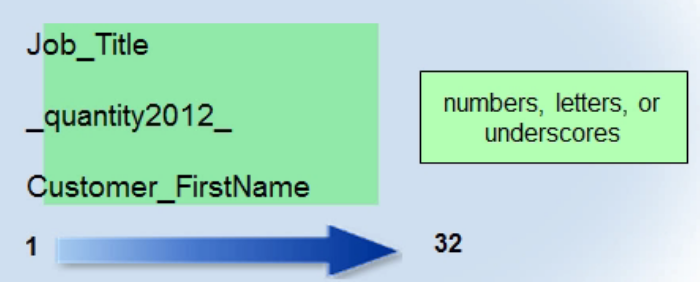 Job_Title
_quantity2012_
Customer_FirstName
numbers, letters, or
underscores
1
32